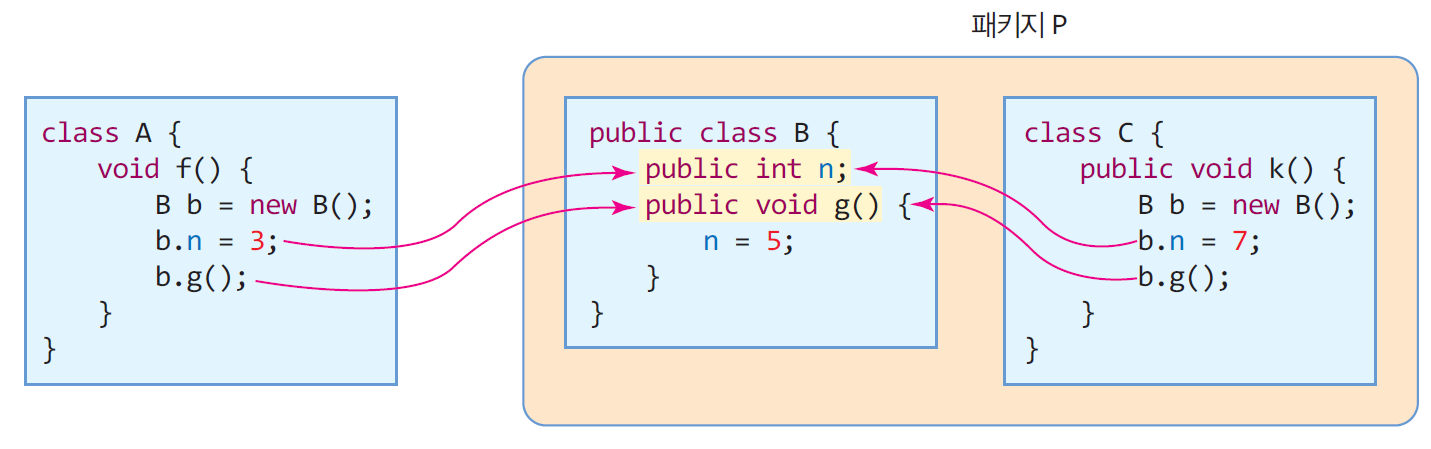 패키지 P
class A {
void f() {
B b = new B();
b.n = 3;
b.g();
}
}
public class B {
public int n;
public void g() {
n = 5;
}
}
class C {
public void k() {
B b = new B();
b.n = 7;
b.g();
}
}